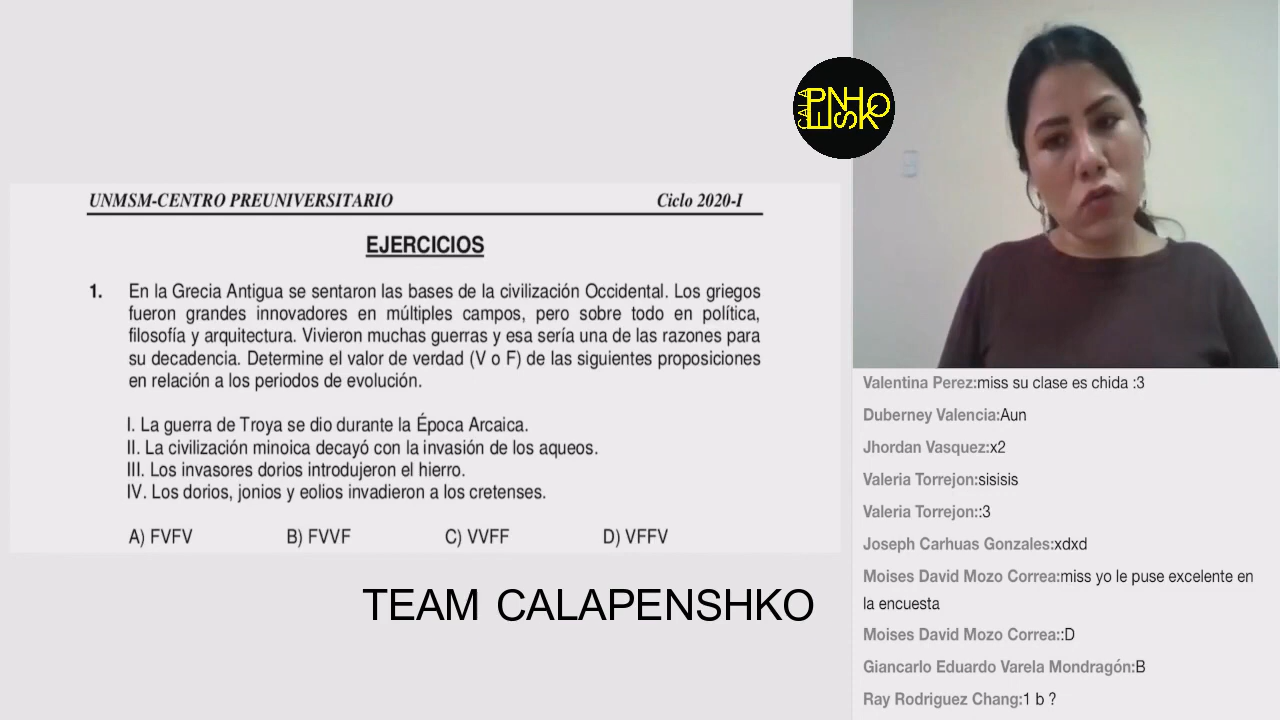 CALA
PENHO
ESK
UNMSM-CENTRO PREUNIVERSITARIO Ciclo 2020-I
EJERCICIOS
1. En la Grecia Antigua se sentaron las bases de la civilización Occidental. Los griegos
fueron grandes innovadores en múltiples campos, pero sobre todo en política,
filosofía y arquitectura. Vivieron muchas guerras y esa sería una de las razones para
su decadencia. Determine el valor de verdad (V o F) de las siguientes proposiciones
en relación a los periodos de evolución.
I. La guerra de Troya se dio durante la Época Arcaica.
II. La civilización minoica decayó con la invasión de los aqueos.
III. Los invasores dorios introdujeron el hierro.
IV. Los dorios, jonios y eolios invadieron a los cretenses.
A) FVFV B) FVVF C) VVFF D) VFFV
TEAM CALAPENSHKO
Valentina Perez:miss su clase es chida :3
Duberney Valencia:Aun
Jhordan Vasquez:x2
Valeria Torrejon:sisisis
Valeria Torrejon::3
Joseph Carhuas Gonzales:xdxd
Moises David Mozo Correa:miss yo le puse excelente en
la encuesta
Moises David Mozo Correa::D
Giancarlo Eduardo Varela Mondragón:B
Ray Rodriguez Chang:1 b ?